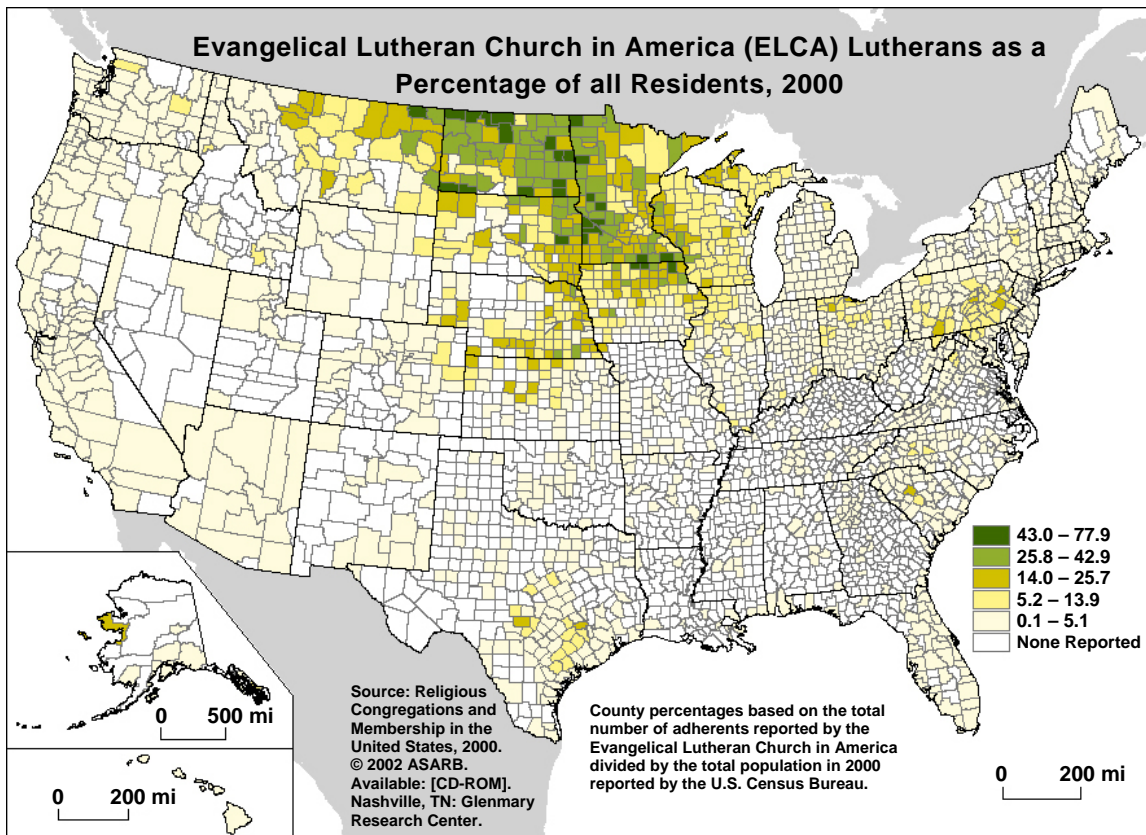 Evangelical Lutheran Church in America (ELCA) Lutherans as a
Percentage of all Residents, 2000
43.0 – 77.9
25.8 – 42.9
14.0 – 25.7
5.2 – 13.9
0.1 – 5.1
None Reported
0 500 mi
0 200 mi
Source: Religious
Congregations and
Membership in the
United States, 2000.
© 2002 ASARB.
Available: [CD-ROM].
Nashville, TN: Glenmary
Research Center.
County percentages based on the total
number of adherents reported by the
Evangelical Lutheran Church in America
divided by the total population in 2000
reported by the U.S. Census Bureau.
0 200 mi